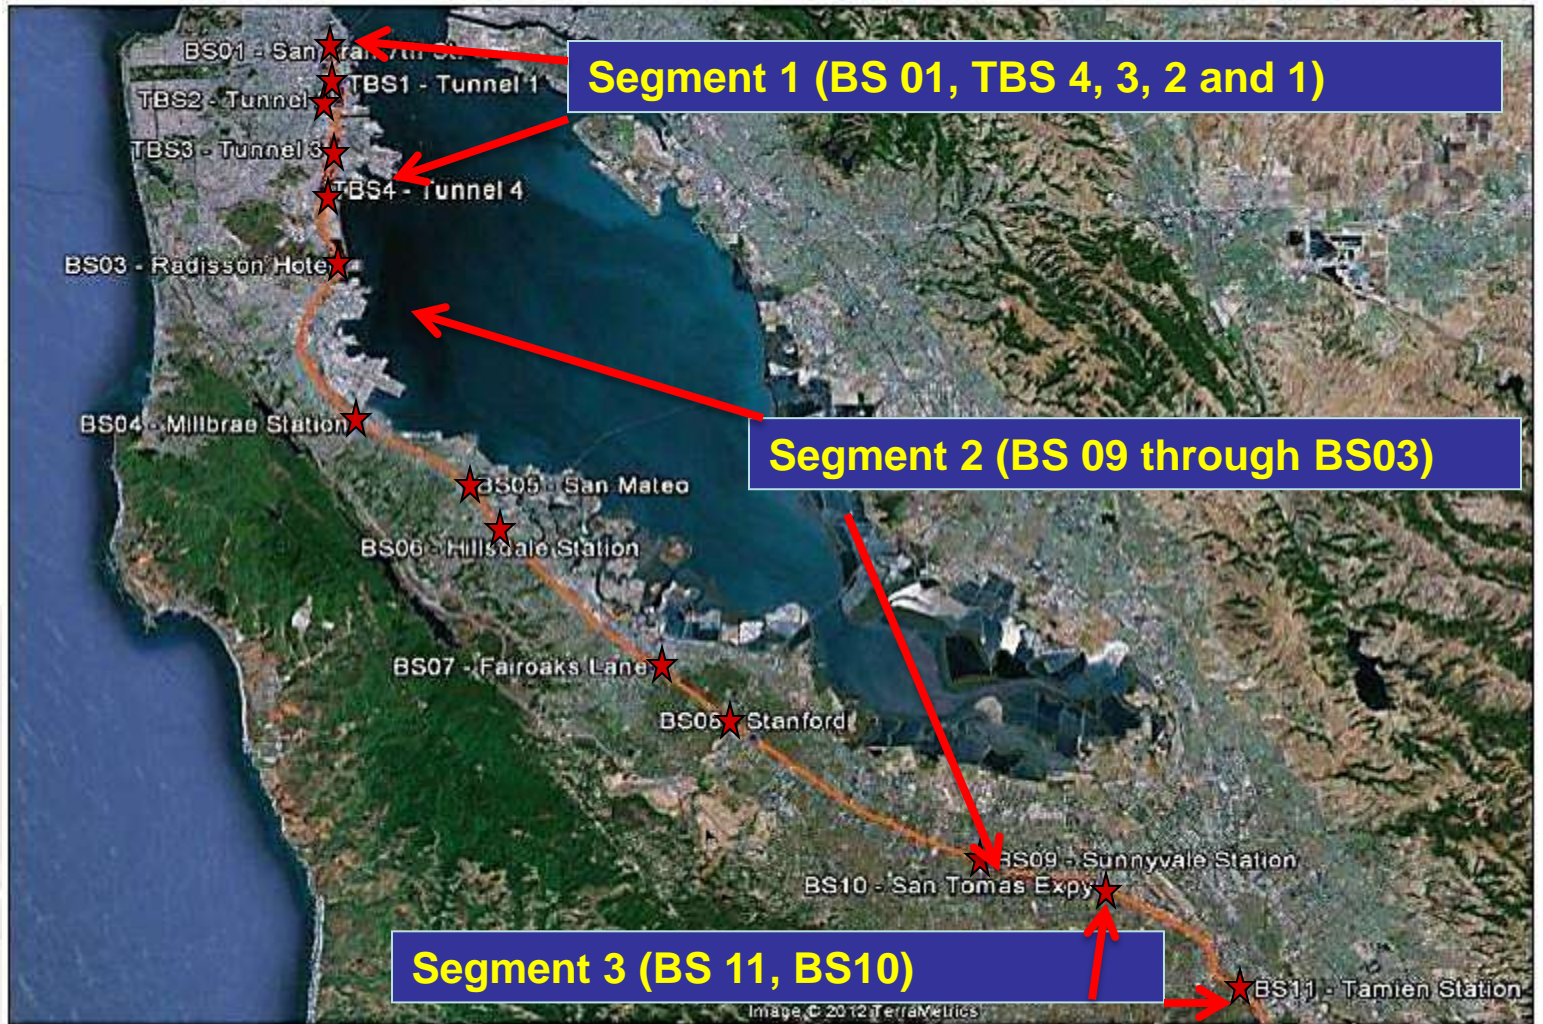 BS01 - San Fran 7th St
Segment 1 (BS 01, TBS 4, 3, 2 and 1)
TBS1 - Tunnel 1
TBS2 - Tunnel
TBS3 - Tunnel 3
TBS4 - Tunnel 4
BS03 - Radisson Hotel
BS04 - Millbrae Station
Segment 2 (BS 09 through BS03)
BS05 - San Mateo
BS06 - Hillsdale Station
BS07 - Fairoaks Lane
BS08 - Stanford
BS09 - Sunnyvale Station
BS10 - San Tomas Expy
Segment 3 (BS 11, BS10)
BS11 - Tamien Station
Image © 2012 TerraMetrics